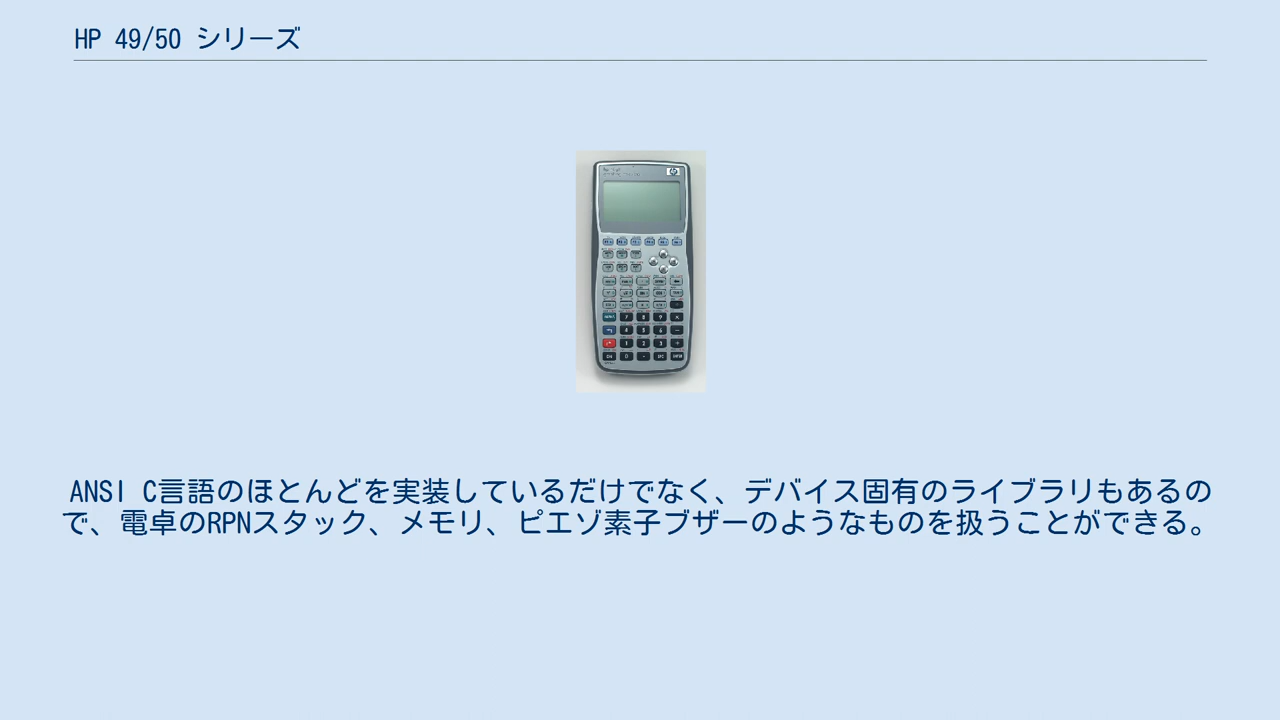 HP 49/50 シリーズ
ANSI C言語のほとんどを実装しているだけでなく、デバイス固有のライブラリもあるの
で、電卓のRPNスタック、メモリ、ピエゾ素子ブザーのようなものを扱うことができる。